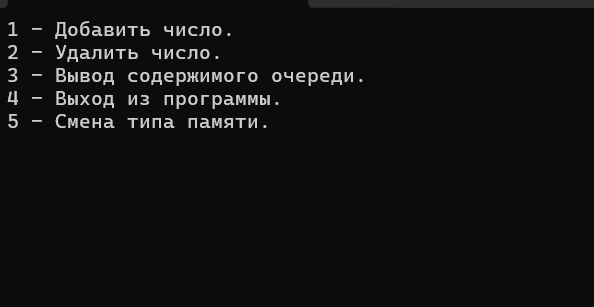 1 - Добавить число.
2 - Удалить число.
3 - Вывод содержимого очереди.
4 - Выход из программы.
5 - Смена типа памяти.